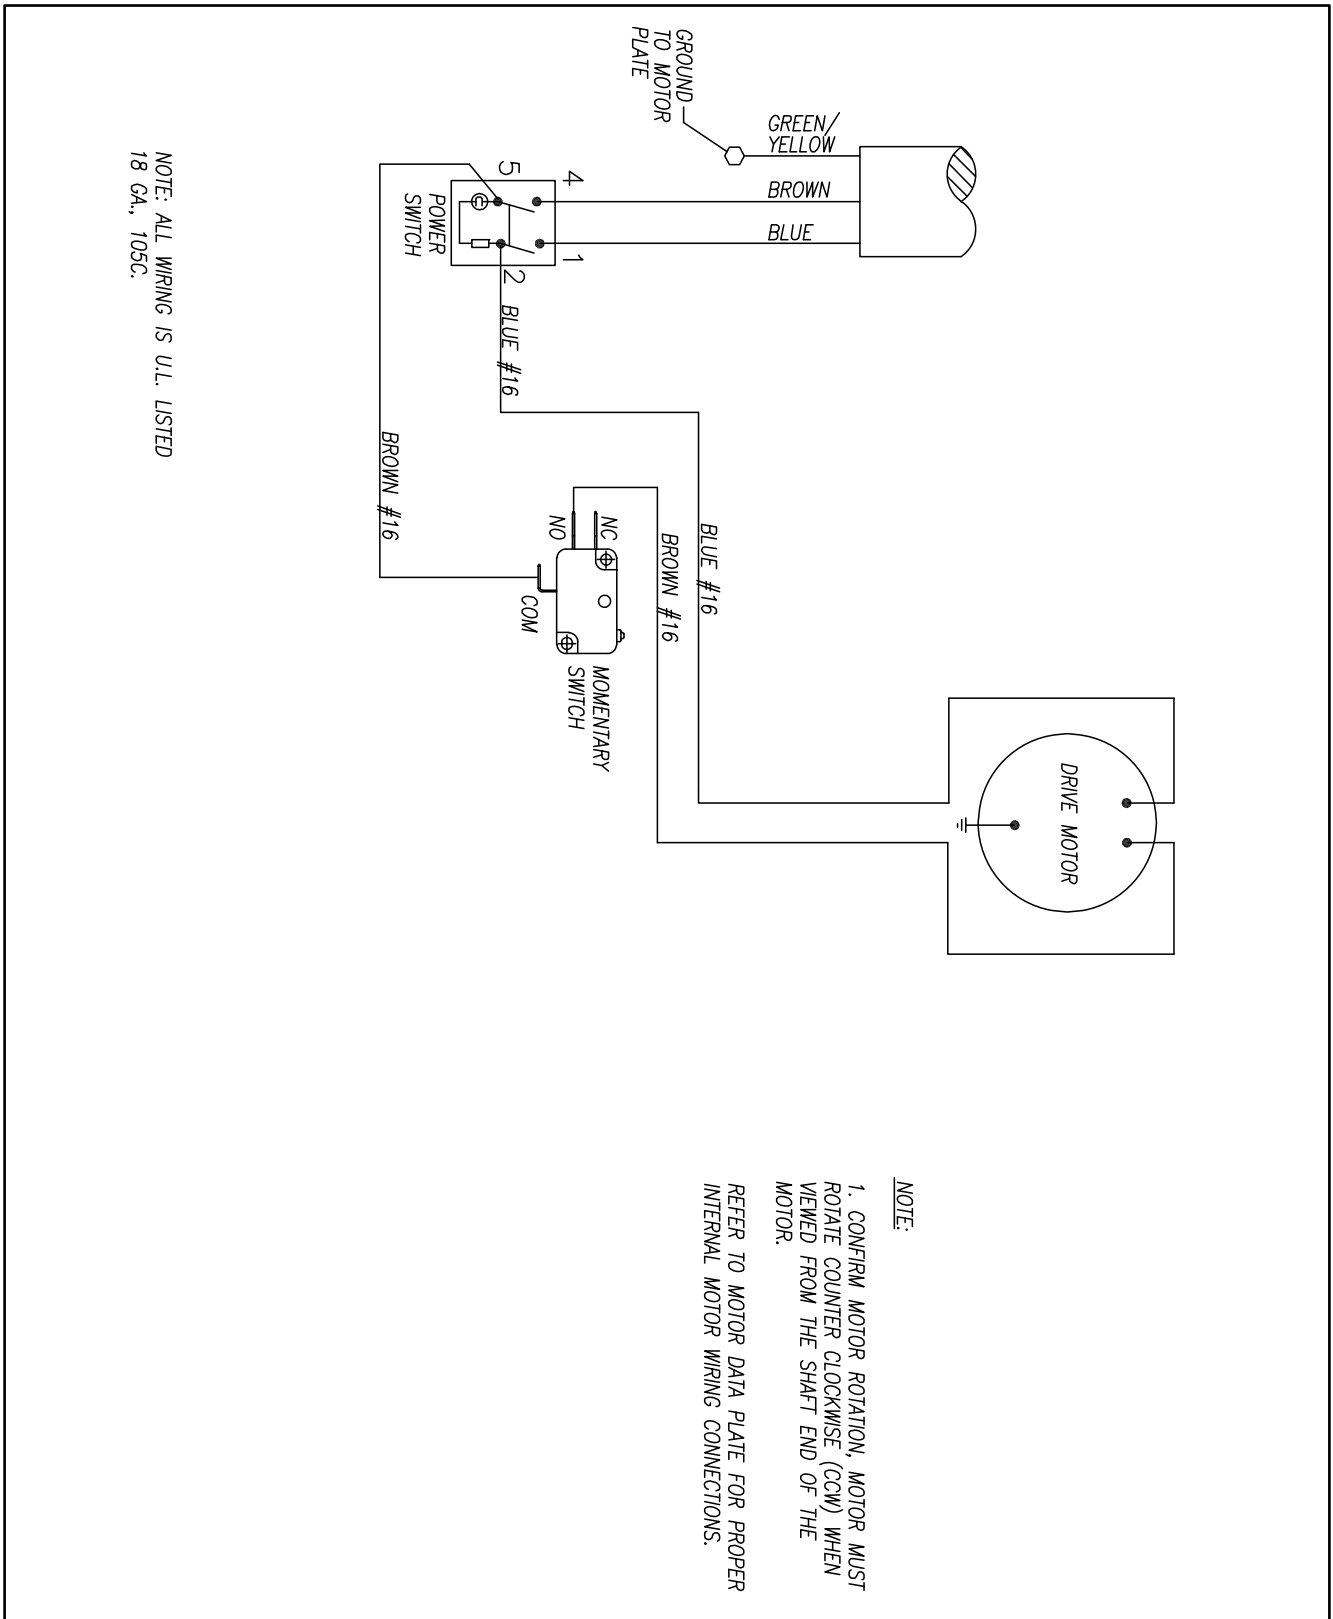 GROUND
TO MOTOR
PLATE
GREEN/
YELLOW
BROWN
BLUE
4
1
5
2
POWER
SWITCH
BLUE #16
BROWN #16
BLUE #16
BROWN #16
NC
NO
COM
MOMENTARY
SWITCH
DRIVE MOTOR
NOTE: ALL WIRING IS U.L. LISTED
18 GA., 105C.
NOTE:
1. CONFIRM MOTOR ROTATION, MOTOR MUST
ROTATE COUNTER CLOCKWISE (CCW) WHEN
VIEWED FROM THE SHAFT END OF THE
MOTOR.
REFER TO MOTOR DATA PLATE FOR PROPER
INTERNAL MOTOR WIRING CONNECTIONS.